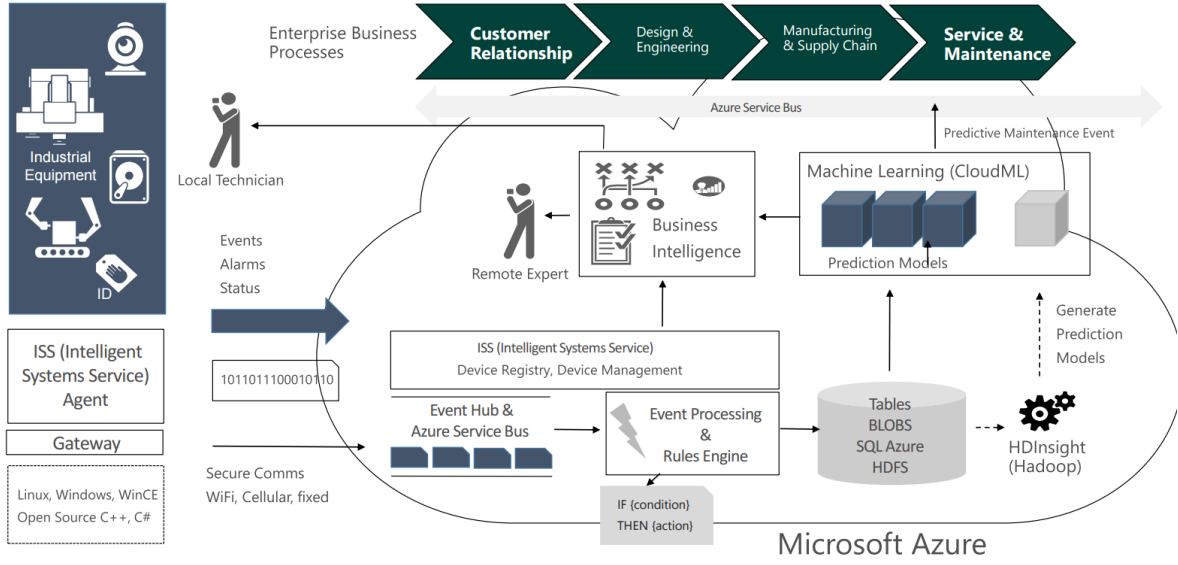 Enterprise Business
Processes
Customer
Relationship
Design &
Engineering
Manufacturing
& Supply Chain
Service &
Maintenance
Azure Service Bus
Predictive Maintenance Event
Industrial
Equipment
ID
Local Technician
Remote Expert
Business
Intelligence
Machine Learning (CloudML)
Prediction Models
Events
Alarms
Status
Generate
Prediction
Models
ISS (Intelligent
Systems Service)
Agent
Gateway
Linux, Windows, WinCE
Open Source C++, C#
1011011100010110
Secure Comms
WiFi, Cellular, fixed
ISS (Intelligent Systems Service)
Device Registry, Device Management
Event Hub &
Azure Service Bus
Event Processing
&
Rules Engine
IF {condition}
THEN {action}
Tables
BLOBS
SQL Azure
HDFS
HDInsight
(Hadoop)
Microsoft Azure